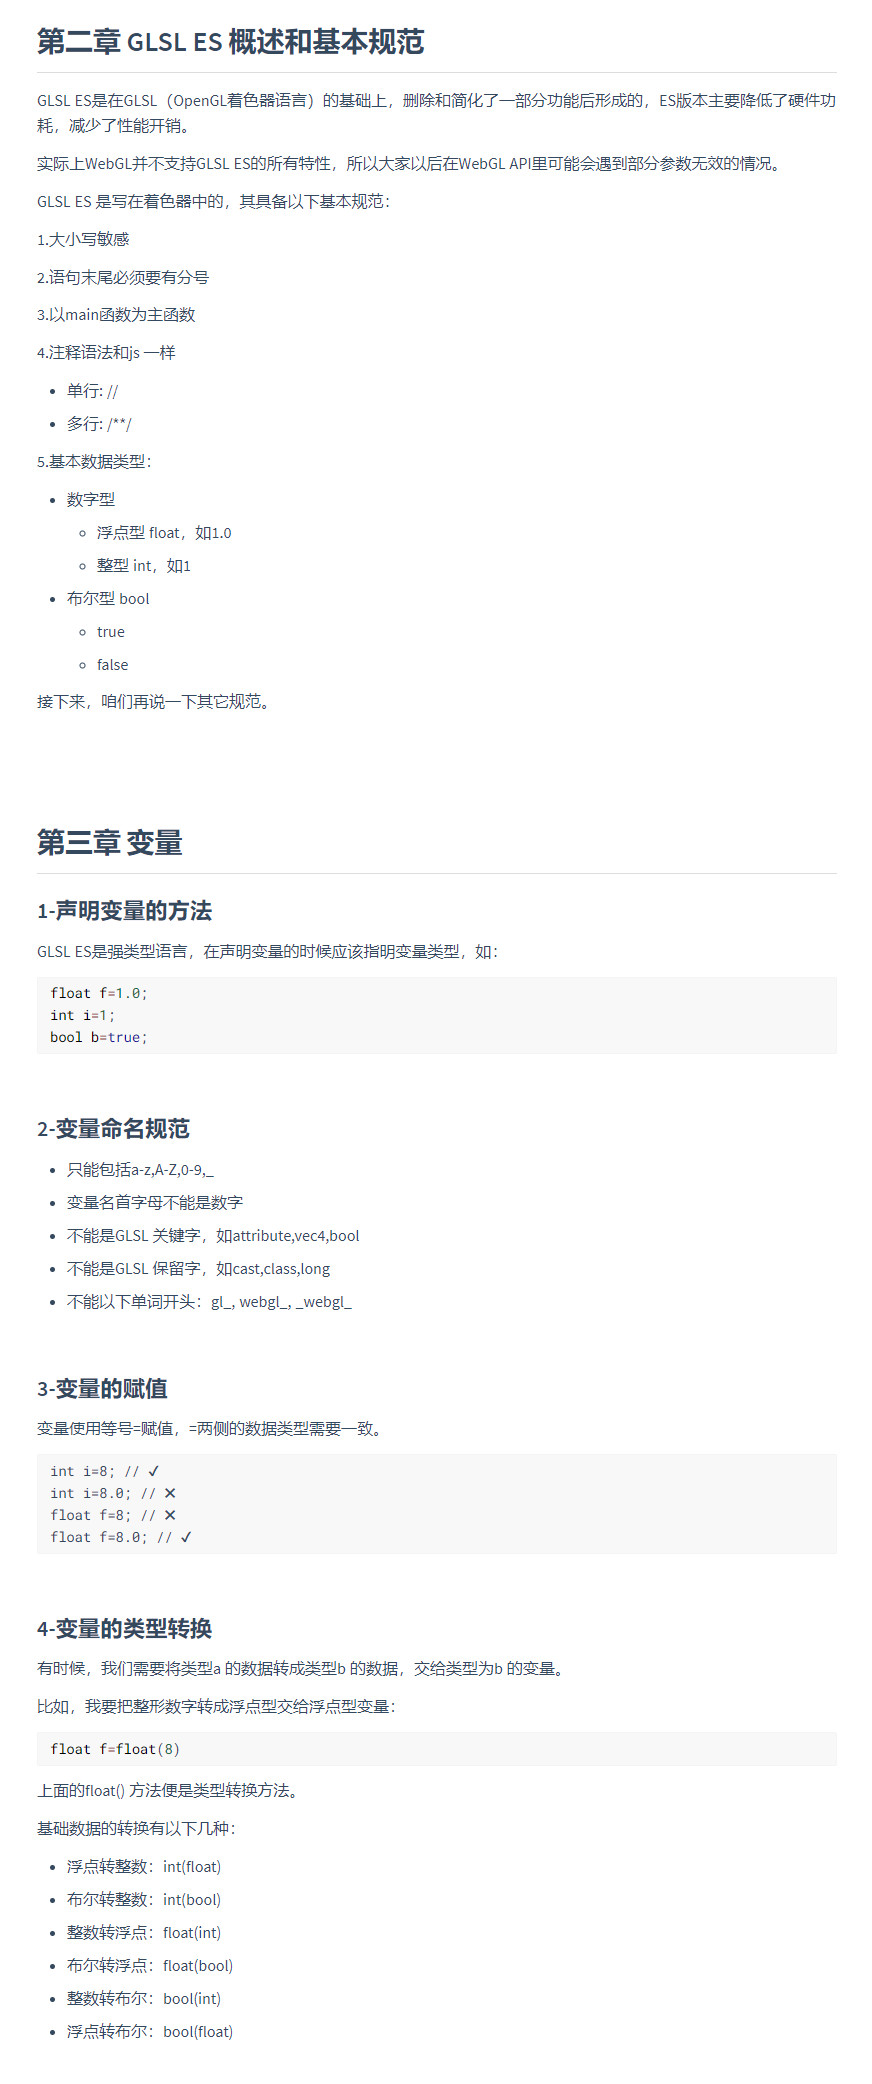 第二章 GLSL ES 概述和基本规范
GLSL ES是在GLSL（OpenGL着色器语言）的基础上，删除和简化了一部分功能后形成的，ES版本主要降低了硬件功
耗，减少了性能开销。
实际上WebGL并不支持GLSL ES的所有特性，所以大家以后在WebGL API里可能会遇到部分参数无效的情况。
GLSL ES 是写在着色器中的，其具备以下基本规范：
1.大小写敏感
2.语句末尾必须要有分号
3.以main函数为主函数
4.注释语法和js 一样
• 单行: //
• 多行: /**/
5.基本数据类型：
• 数字型
◦ 浮点型 float，如1.0
◦ 整型 int，如1
• 布尔型 bool
◦ true
◦ false
接下来，咱们再说一下其它规范。
第三章 变量
1-声明变量的方法
GLSL ES是强类型语言，在声明变量的时候应该指明变量类型，如：
float f=1.0;
int i=1;
bool b=true;
2-变量命名规范
• 只能包括a-z,A-Z,0-9,_
• 变量名首字母不能是数字
• 不能是GLSL 关键字，如attribute,vec4,bool
• 不能是GLSL 保留字，如cast,class,long
• 不能以下单词开头：gl_, webgl_, _webgl_
3-变量的赋值
变量使用等号=赋值，=两侧的数据类型需要一致。
int i=8; // ✓
int i=8.0; // ✕
float f=8; // ✕
float f=8.0; // ✓
4-变量的类型转换
有时候，我们需要将类型a 的数据转成类型b 的数据，交给类型为b 的变量。
比如，我要把整形数字转成浮点型交给浮点型变量：
float f=float(8)
上面的float() 方法便是类型转换方法。
基础数据的转换有以下几种：
• 浮点转整数：int(float)
• 布尔转整数：int(bool)
• 整数转浮点：float(int)
• 布尔转浮点：float(bool)
• 整数转布尔：bool(int)
• 浮点转布尔：bool(float)